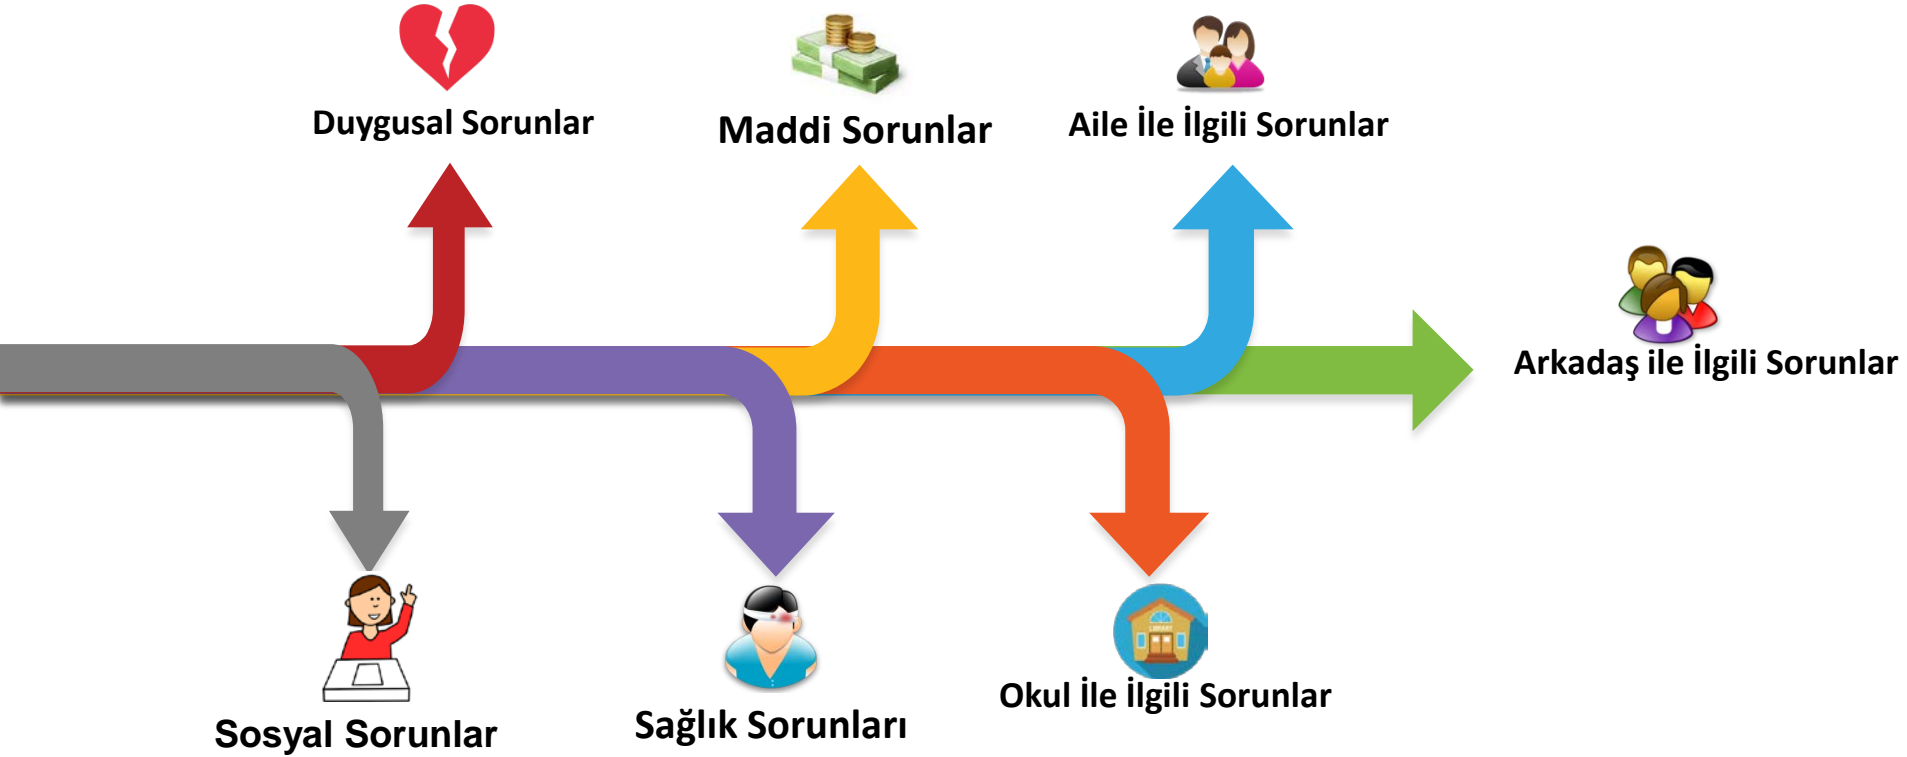 Duygusal Sorunlar
Maddi Sorunlar
Aile İle İlgili Sorunlar
Arkadaş ile İlgili Sorunlar
LIBRARY
Okul İle İlgili Sorunlar
Sağlık Sorunları
Sosyal Sorunlar